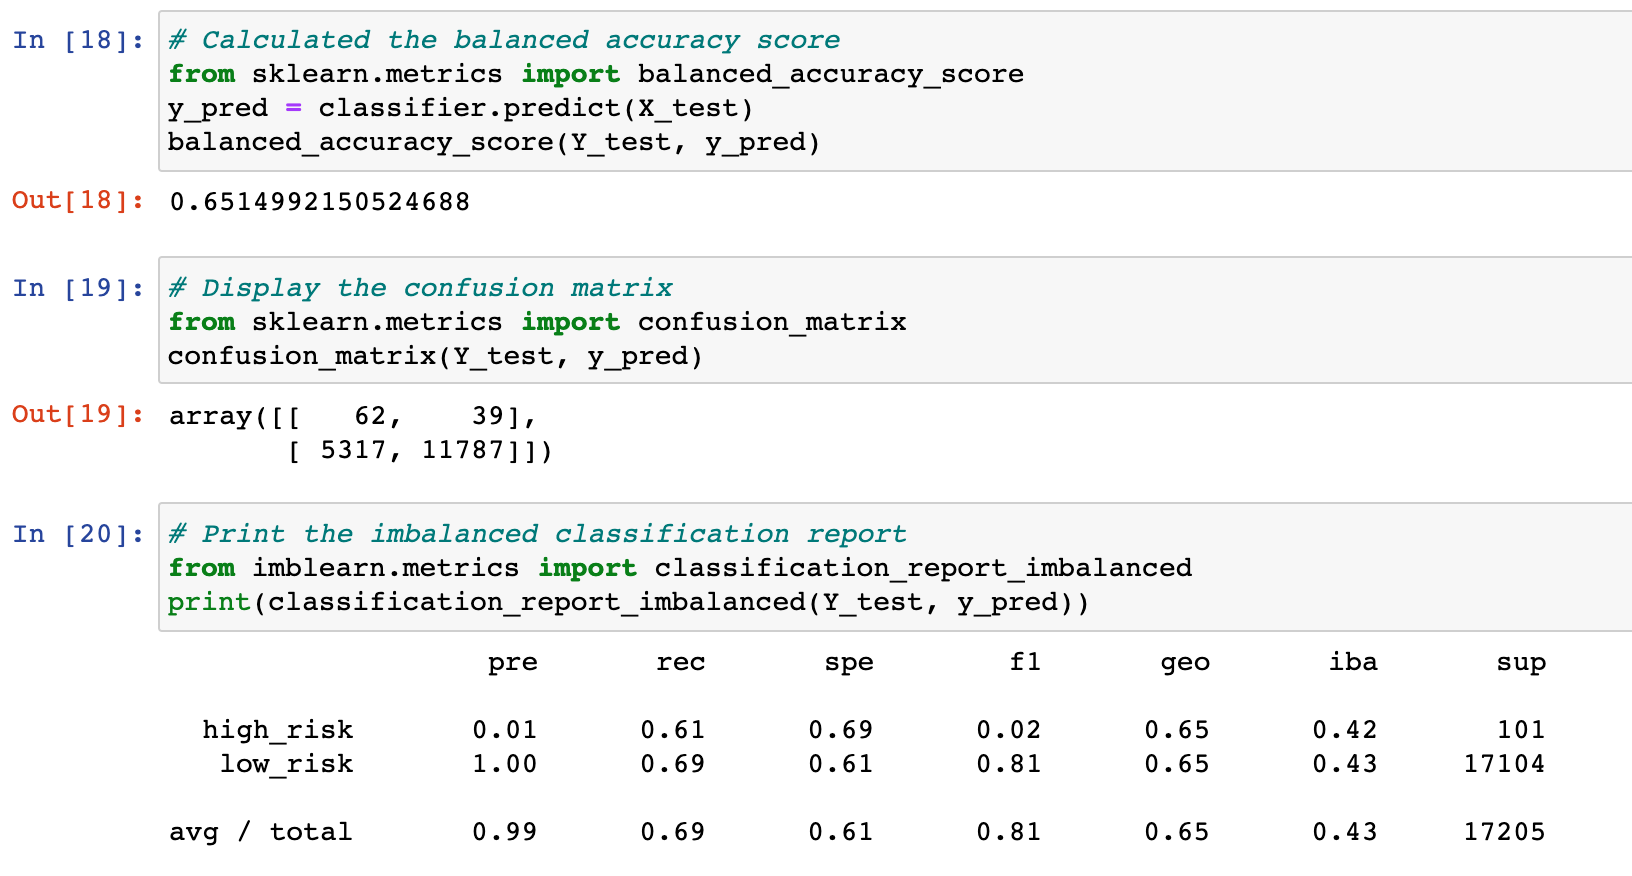 In [18]: # Calculated the balanced accuracy score
from sklearn.metrics import balanced_accuracy_score
y_pred = classifier.predict(X_test)
balanced_accuracy_score(Y_test, y_pred)
Out[18]: 0.6514992150524688
In [19]: # Display the confusion matrix
from sklearn.metrics import confusion_matrix
confusion_matrix(Y_test, y_pred)
Out[19]: array([[   62,    39],
       [ 5317, 11787]])
In [20]: # Print the imbalanced classification report
from imblearn.metrics import classification_report_imbalanced
print(classification_report_imbalanced(Y_test, y_pred))
pre rec spe f1 geo iba sup
high_risk 0.01 0.61 0.69 0.02 0.65 0.42 101
low_risk 1.00 0.69 0.61 0.81 0.65 0.43 17104
avg / total 0.99 0.69 0.61 0.81 0.65 0.43 17205